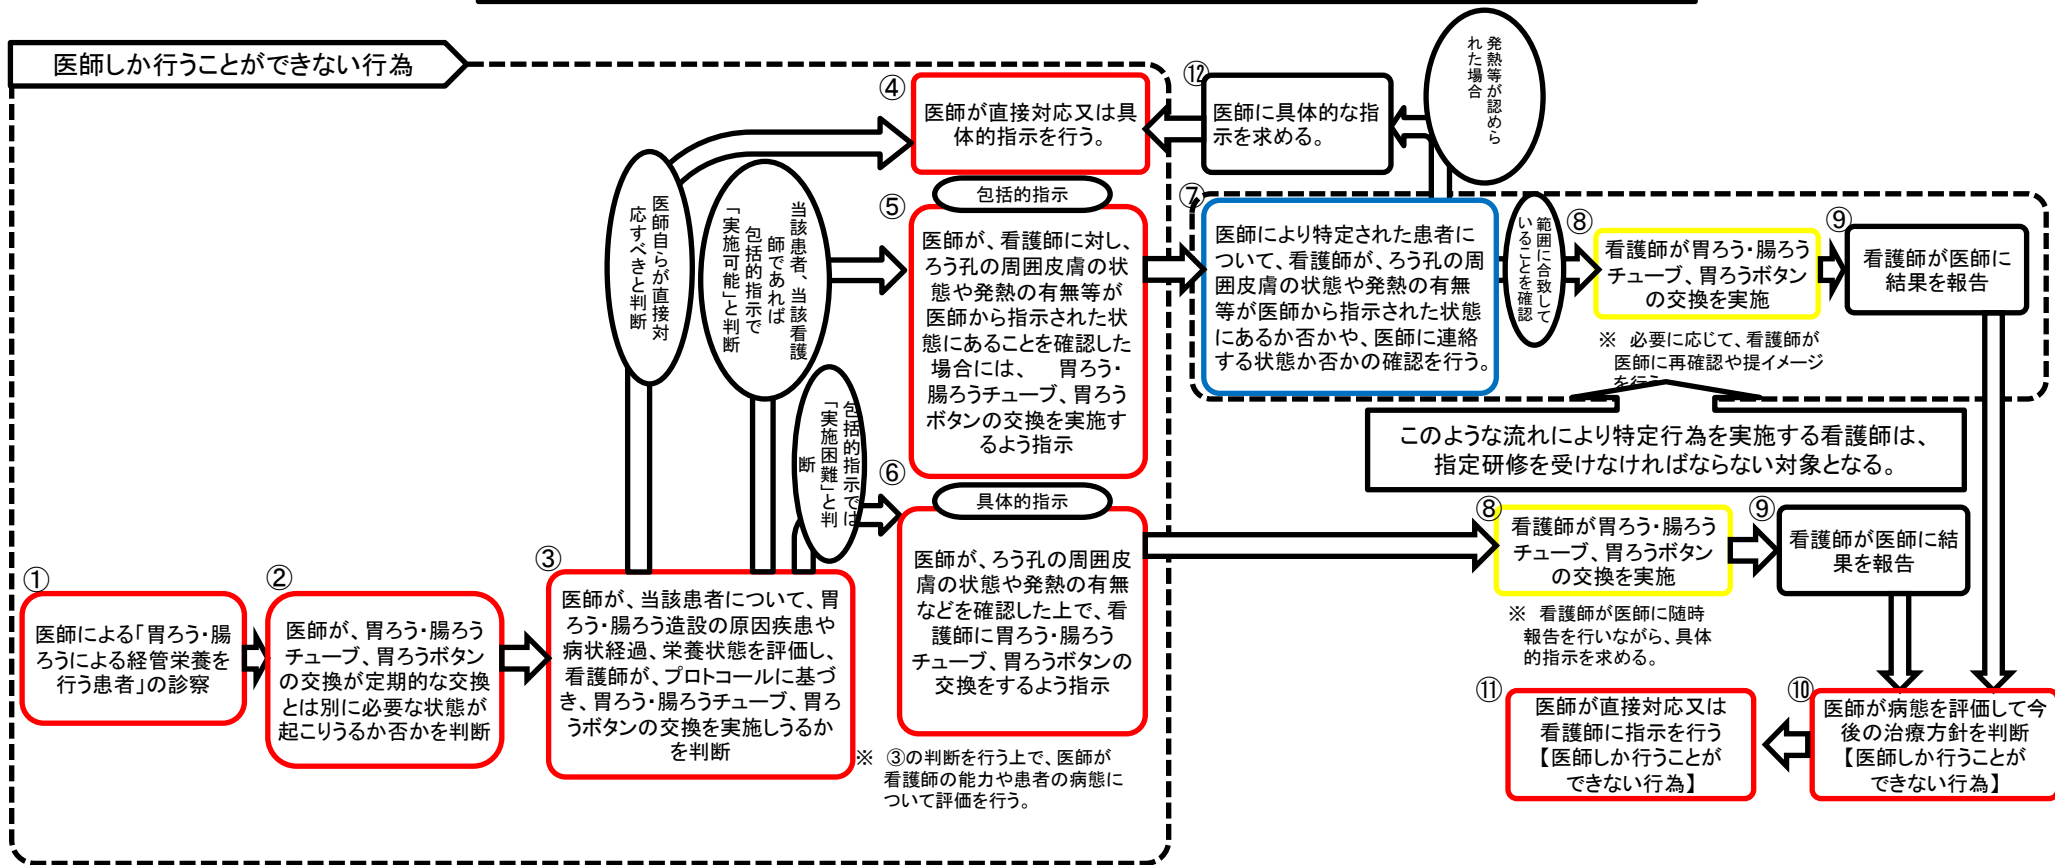 医師しか行うことができない行為
①
医師による「胃ろう・腸
ろうによる経管栄養を
行う患者」の診察
②
医師が、胃ろう・腸ろう
チューブ、胃ろうボタン
の交換が定期的な交換
とは別に必要な状態が
起こりうるか否かを判断
③
医師が、当該患者について、胃
ろう・腸ろう造設の原因疾患や
病状経過、栄養状態を評価し、
看護師が、プロトコールに基づ
き、胃ろう・腸ろうチューブ、胃ろ
うボタンの交換を実施しうるか
を判断
※ ③の判断を行う上で、医師が
看護師の能力や患者の病態に
ついて評価を行う。
医師自らが直接対
応すべきと判断
当該患者、当該看護
師であれば
包括的指示で
「実施可能」と判断
包括的指示では
「実施困難」と判
断
④
医師が直接対応又は具
体的指示を行う。
⑤
包括的指示
医師が、看護師に対し、
ろう孔の周囲皮膚の状
態や発熱の有無等が
医師から指示された状
態にあることを確認した
場合には、 胃ろう・
腸ろうチューブ、胃ろう
ボタンの交換を実施す
るよう指示
⑥
具体的指示
医師が、ろう孔の周囲皮
膚の状態や発熱の有無
などを確認した上で、看
護師に胃ろう・腸ろう
チューブ、胃ろうボタンの
交換をするよう指示
⑫
医師に具体的な指
示を求める。
発熱等が認めら
れた場合
⑦
医師により特定された患者に
ついて、看護師が、ろう孔の周
囲皮膚の状態や発熱の有無
等が医師から指示された状態
にあるか否かや、医師に連絡
する状態か否かの確認を行う。
範囲に合致して
いることを確認
⑧
看護師が胃ろう・腸ろう
チューブ、胃ろうボタン
の交換を実施
※ 必要に応じて、看護師が
医師に再確認や提イメージ
を行う
⑨
看護師が医師に
結果を報告
このような流れにより特定行為を実施する看護師は、
指定研修を受けなければならない対象となる。
⑧
看護師が胃ろう・腸ろう
チューブ、胃ろうボタン
の交換を実施
※ 看護師が医師に随時
報告を行いながら、具体
的指示を求める。
⑨
看護師が医師に結
果を報告
⑩
医師が病態を評価して今
後の治療方針を判断
【医師しか行うことが
できない行為】
⑪
医師が直接対応又は
看護師に指示を行う
【医師しか行うことが
できない行為】